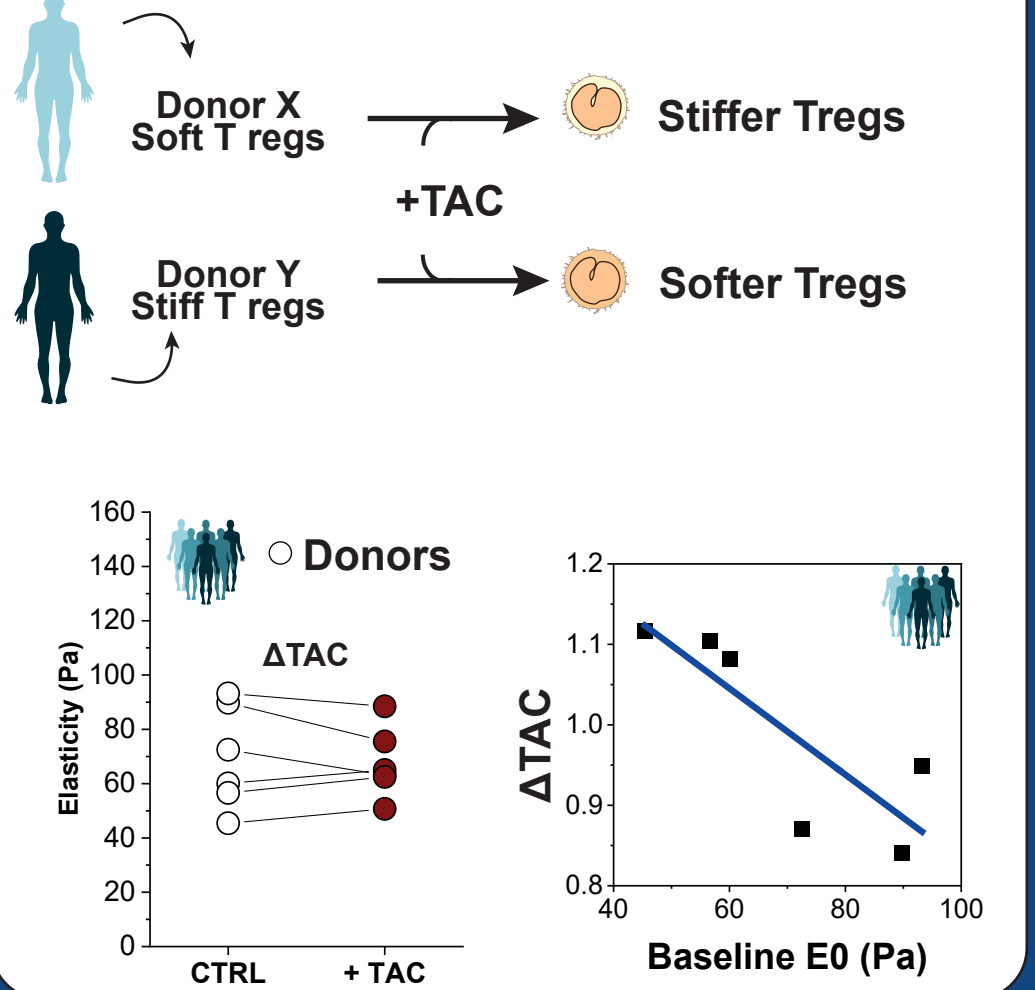 Donor X
Soft T regs
Stiffer Tregs
+TAC
Donor Y
Stiff T regs
Softer Tregs
160
140
120
100
80
60
40
20
0
Elasticity (Pa)
Donors
ΔTAC
CTRL
+ TAC
1.2
1.1
1.0
0.9
0.8
ΔTAC
40
60
80
100
Baseline E0 (Pa)